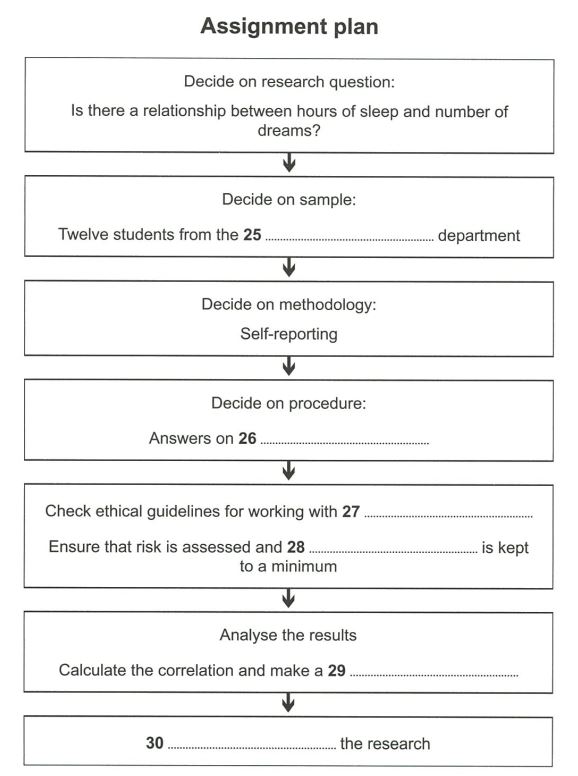 Assignment plan
Decide on research question:
Is there a relationship between hours of sleep and number of
dreams?
Decide on sample:
Twelve students from the 25 .......................................... department
Decide on methodology:
Self-reporting
Decide on procedure:
Answers on 26 ..........................................
Check ethical guidelines for working with 27 ..........................................
Ensure that risk is assessed and 28 .......................................... is kept
to a minimum
Analyse the results
Calculate the correlation and make a 29 ..........................................
30 .......................................... the research